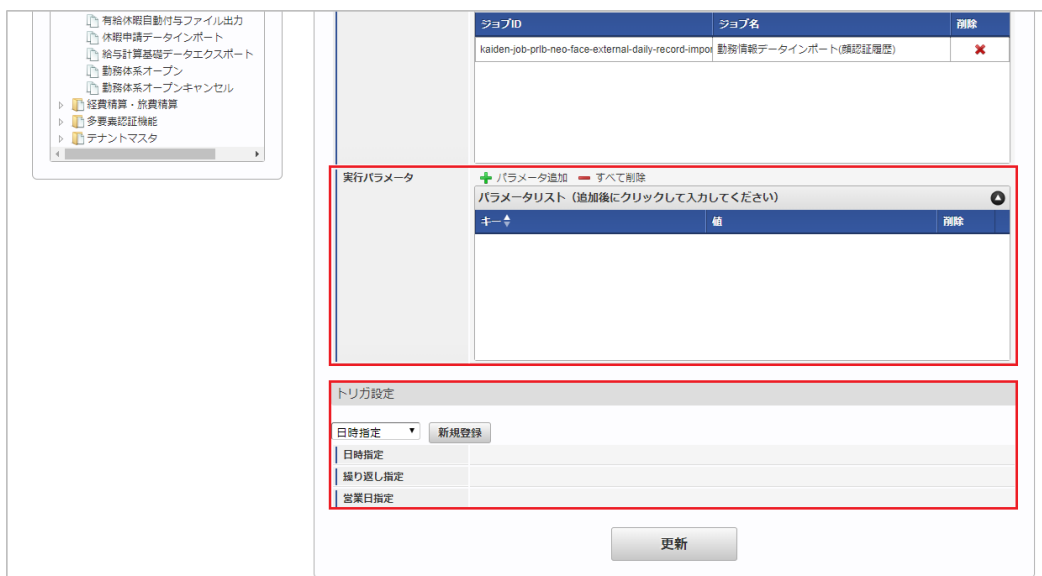 有給休暇自動付与ファイル出力
休暇申請データインポート
給与計算基礎データエクスポート
勤務体系オープン
勤務体系オープンキャンセル
経費精算・旅費精算
多要素認証機能
テナントマスタ
ジョブID ジョブ名 削除
kaiden-job-prlb-neo-face-external-daily-record-impor 勤務情報データインポート(顔認証履歴)
実行パラメータ
パラメータ追加 すべて削除
パラメータリスト（追加後にクリックして入力してください）
キー 値 削除
トリガ設定
日時指定 新規登録
日時指定
繰り返し指定
営業日指定
更新